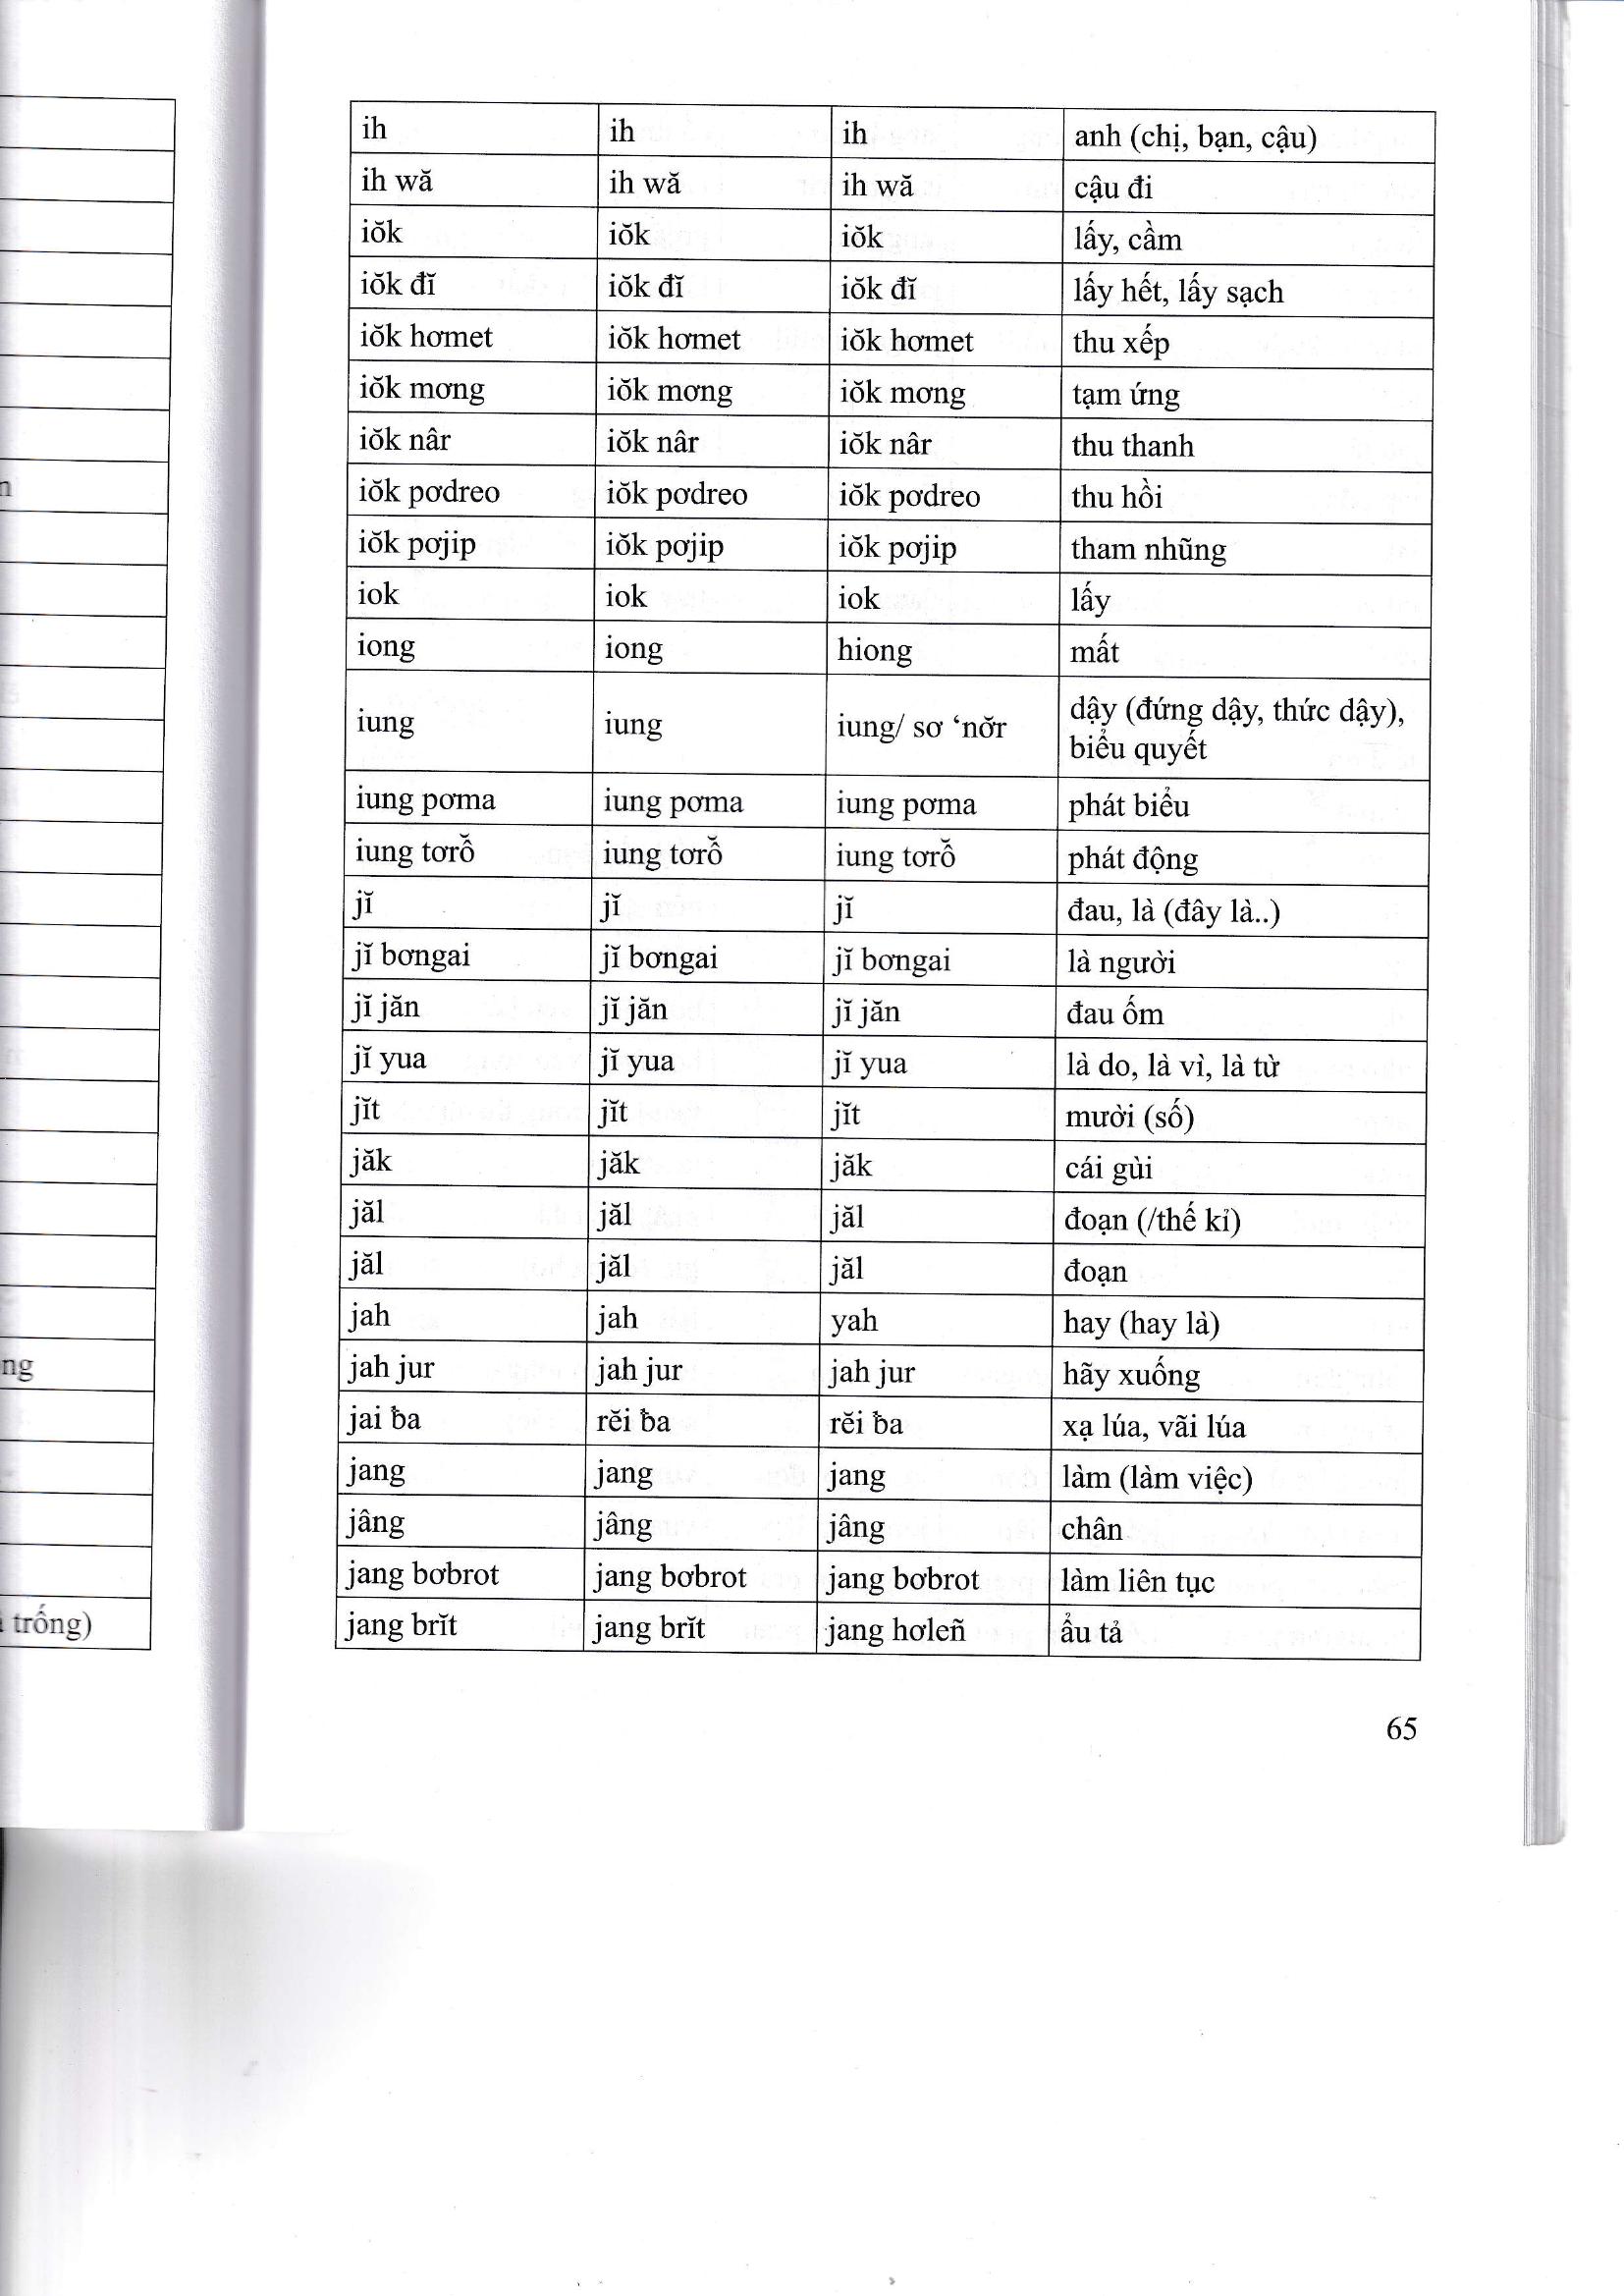 ih ih ih anh (chị, bạn, cậu)
ih wă ih wă ih wă cậu đi
iŏk iŏk iŏk lấy, cầm
iŏk đĭ iŏk đĭ iŏk đĭ lấy hết, lấy sạch
iŏk hơmet iŏk hơmet iŏk hơmet thu xếp
iŏk mơng iŏk mơng iŏk mơng tạm ứng
iŏk nâr iŏk nâr iŏk nâr thu thanh
iŏk pơdreo iŏk pơdreo iŏk pơdreo thu hồi
iŏk pơjip iŏk pơjip iŏk pơjip tham nhũng
iok iok iok lấy
iong iong hiong mất
iung iung iung/ sơ ‘nơ̆r dậy (đứng dậy, thức dậy),
biểu quyết
iung pơma iung pơma iung pơma phát biểu
iung tơrô̆ iung tơrô̆ iung tơrô̆ phát động
jĭ jĭ jĭ đau, là (đây là..)
jĭ bơngai jĭ bơngai jĭ bơngai là người
jĭ jăn jĭ jăn jĭ jăn đau ốm
jĭ yua jĭ yua jĭ yua là do, là vì, là từ
jĭt jĭt jĭt mười (số)
jăk jăk jăk cái gùi
jăl jăl jăl đoạn (/thế kỉ)
jăl jăl jăl đoạn
jah jah yah hay (hay là)
jah jur jah jur jah jur hãy xuống
jai ƀa rĕi ƀa rĕi ƀa xạ lúa, vãi lúa
jang jang jang làm (làm việc)
jâng jâng jâng chân
jang bơbrot jang bơbrot jang bơbrot làm liên tục
jang brĭt jang brĭt jang hơleñ ẩu tả
65
ng
trống)